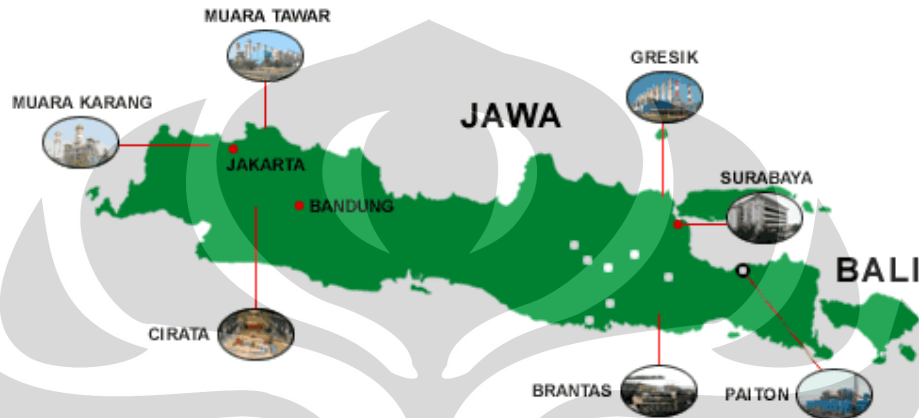 MUARA TAWAR
MUARA KARANG
GRESIK
JAWA
JAKARTA
SURABAYA
BANDUNG
BALI
CIRATA
BRANTAS
PAITON